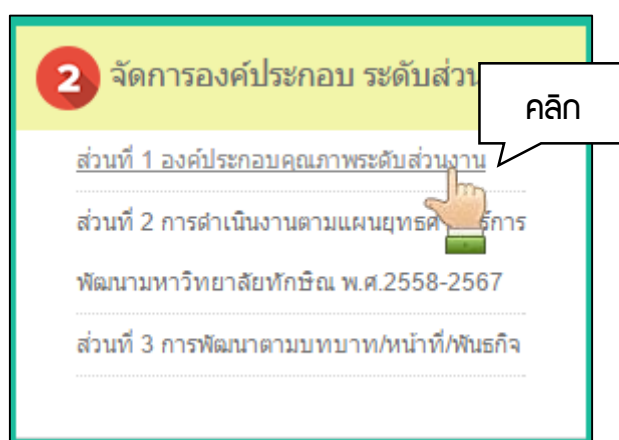 2 จัดการองค์ประกอบ ระดับส่วน
คลิก
ส่วนที่ 1 องค์ประกอบคุณภาพระดับส่วนงาน
ส่วนที่ 2 การดำเนินงานตามแผนยุทธศ
การ
พัฒนามหาวิทยาลัยทักษิณ พ.ศ.2558-2567
ส่วนที่ 3 การพัฒนาตามบทบาท/หน้าที่/พันธกิจ